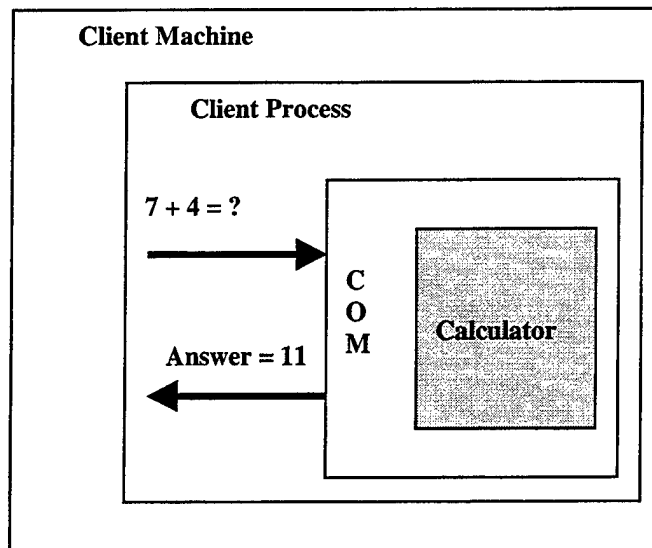 Client Machine
Client Process
7 + 4 = ?
C
O
M
Calculator
Answer = 11